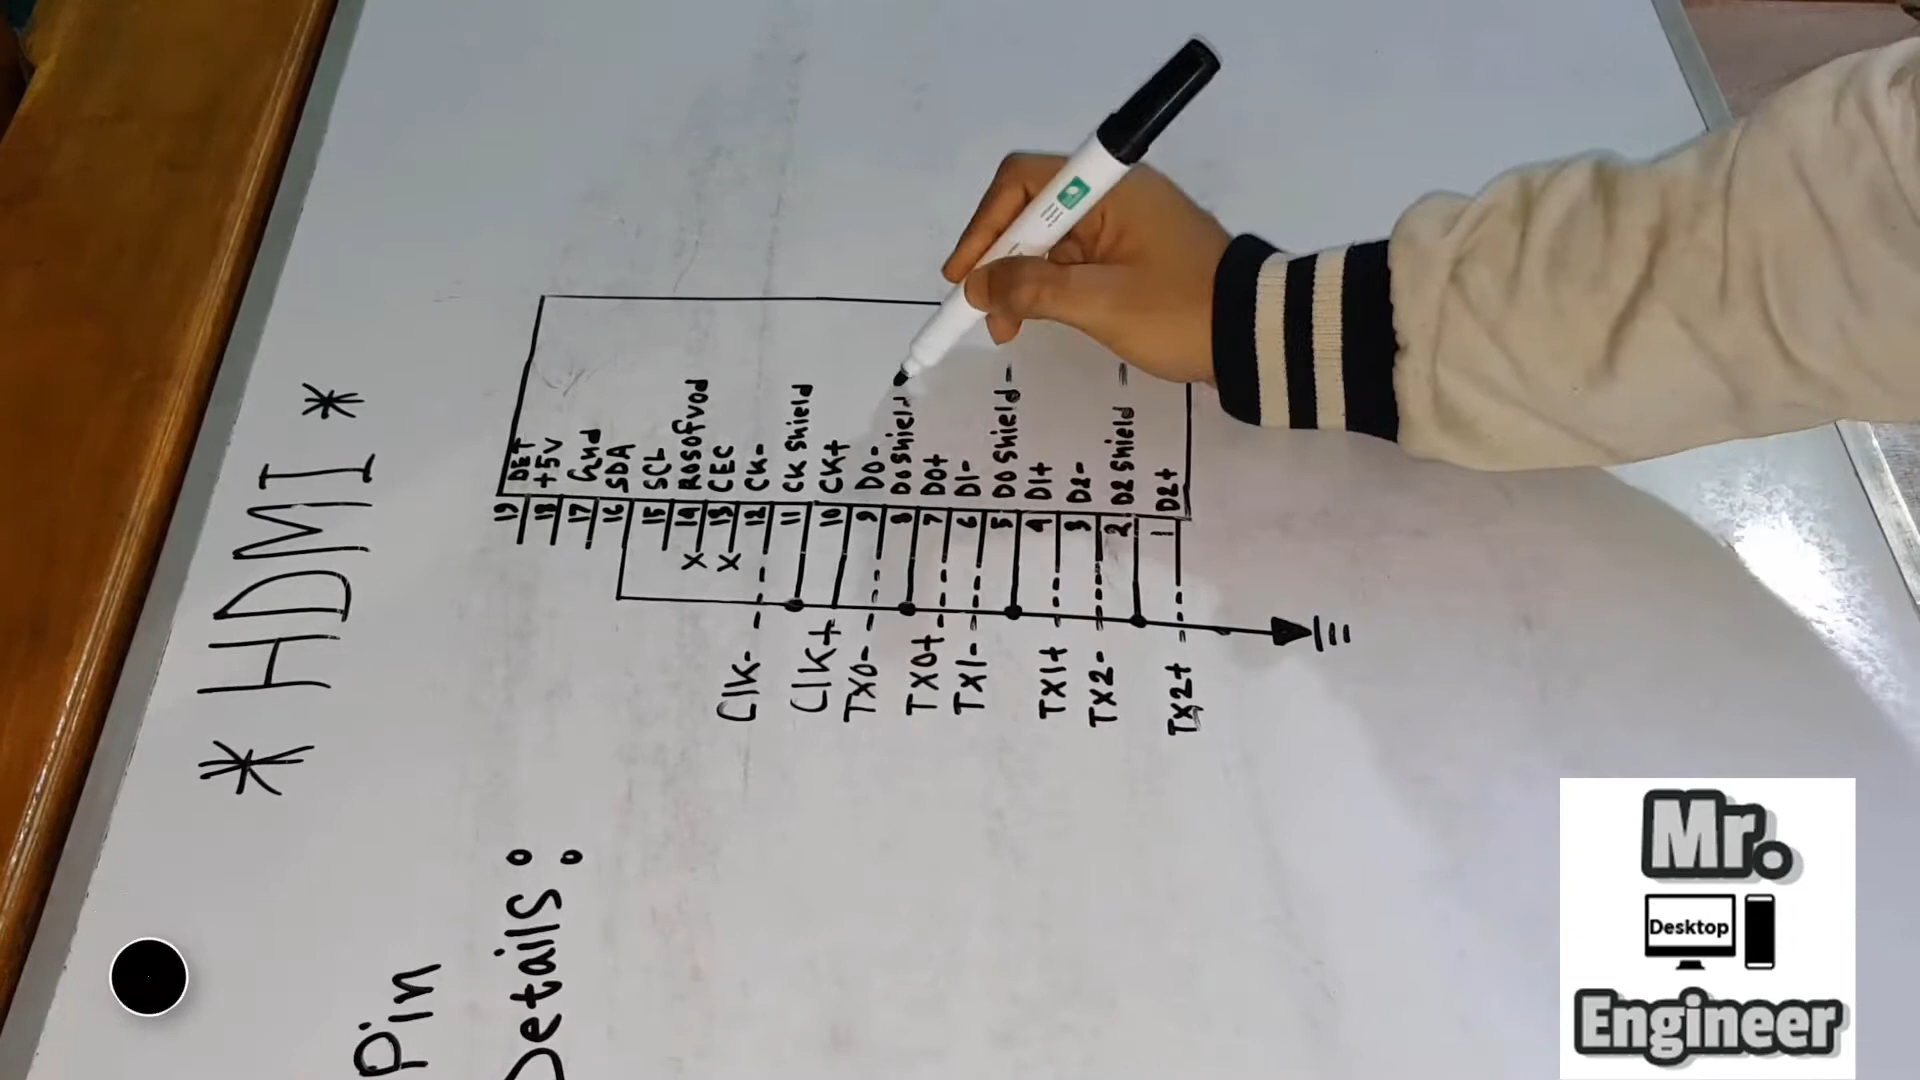 * HDMI *
Pin
Details:
19 DET
18 +5V
17 Gnd
16 SDA
15 SCL
X 14 Rosofvod
X 13 CEC
Clk- 12 CK-
11 CK Shield
Clk+ 10 CK+
TX0- 9 D0-
8 D0 Shield
TX0+ 7 D0+
TX1- 6 D1-
5 D0 Shield
TX1+ 4 D1+
TX2- 3 D2-
2 D2 Shield
TX2+ 1 D2+
Mr.
Desktop
Engineer